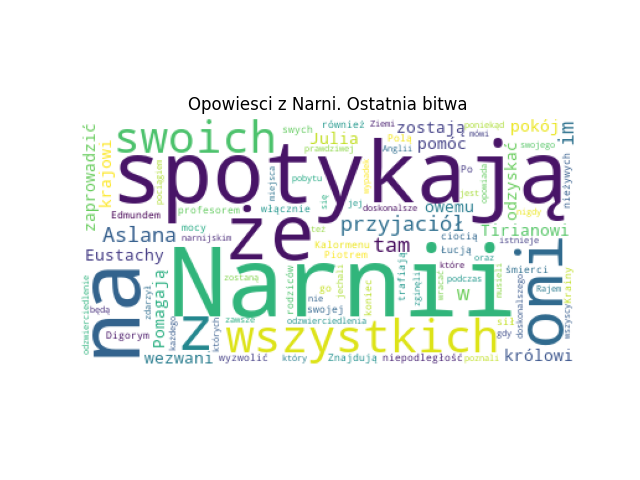 Opowiesci z Narni. Ostatnia bitwa
zaprowadzić
krajowi
swoich
swych
również
Ziemi
zostają
poniekąd
pokój
im
Julia
prawdziwej
Anglii
Polą
pomóc
mówi
swojego
pociągiem
spotykają
miejsca
pobytu
wypadek
Po
opowiada
odzyskać
doskonalsze
jest
nigdy
nieżywych
Edmundem
profesorem
włącznie
się
jej
owemu
Aslana
mocy
narnijskim
że
też
przyjaciół
ciocią
Tirianowi
istnieje
Eustachy
Kalormenu
Piotrem
tam
Łucją
oraz
śmierci
oni
odzwierciedlenie
na
Pomagają
Narnii
zostaną
rodziców
go
jechali
koniec
trafiają
zginęli
które
wracać
podczas
w
musieli
doskonalszego
Rajem
krainy
wszyscy
będą
zdarzył
nie
swojej
odzwierciedlenia
sił
gdy
Digorym
każdego
z
których
zawsze
wszystkich
królowi
wezwani
wyzwolić
który
Znajdują
niepodległość
poznali